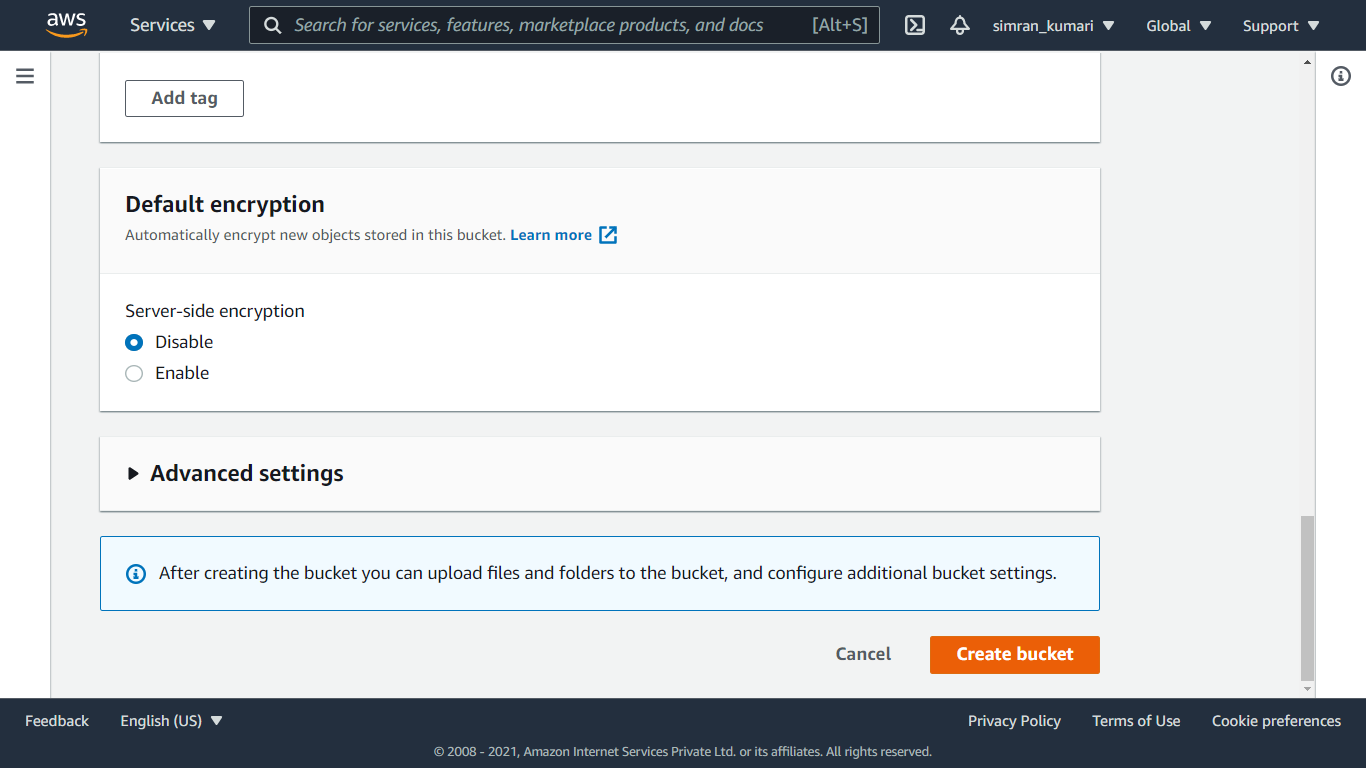 aws Services Search for services, features, marketplace products, and docs [Alt+S] simran_kumari Global Support
Add tag
Default encryption
Automatically encrypt new objects stored in this bucket. Learn more
Server-side encryption
Disable
Enable
Advanced settings
After creating the bucket you can upload files and folders to the bucket, and configure additional bucket settings.
Cancel Create bucket
Feedback English (US) Privacy Policy Terms of Use Cookie preferences
© 2008 - 2021, Amazon Internet Services Private Ltd. or its affiliates. All rights reserved.